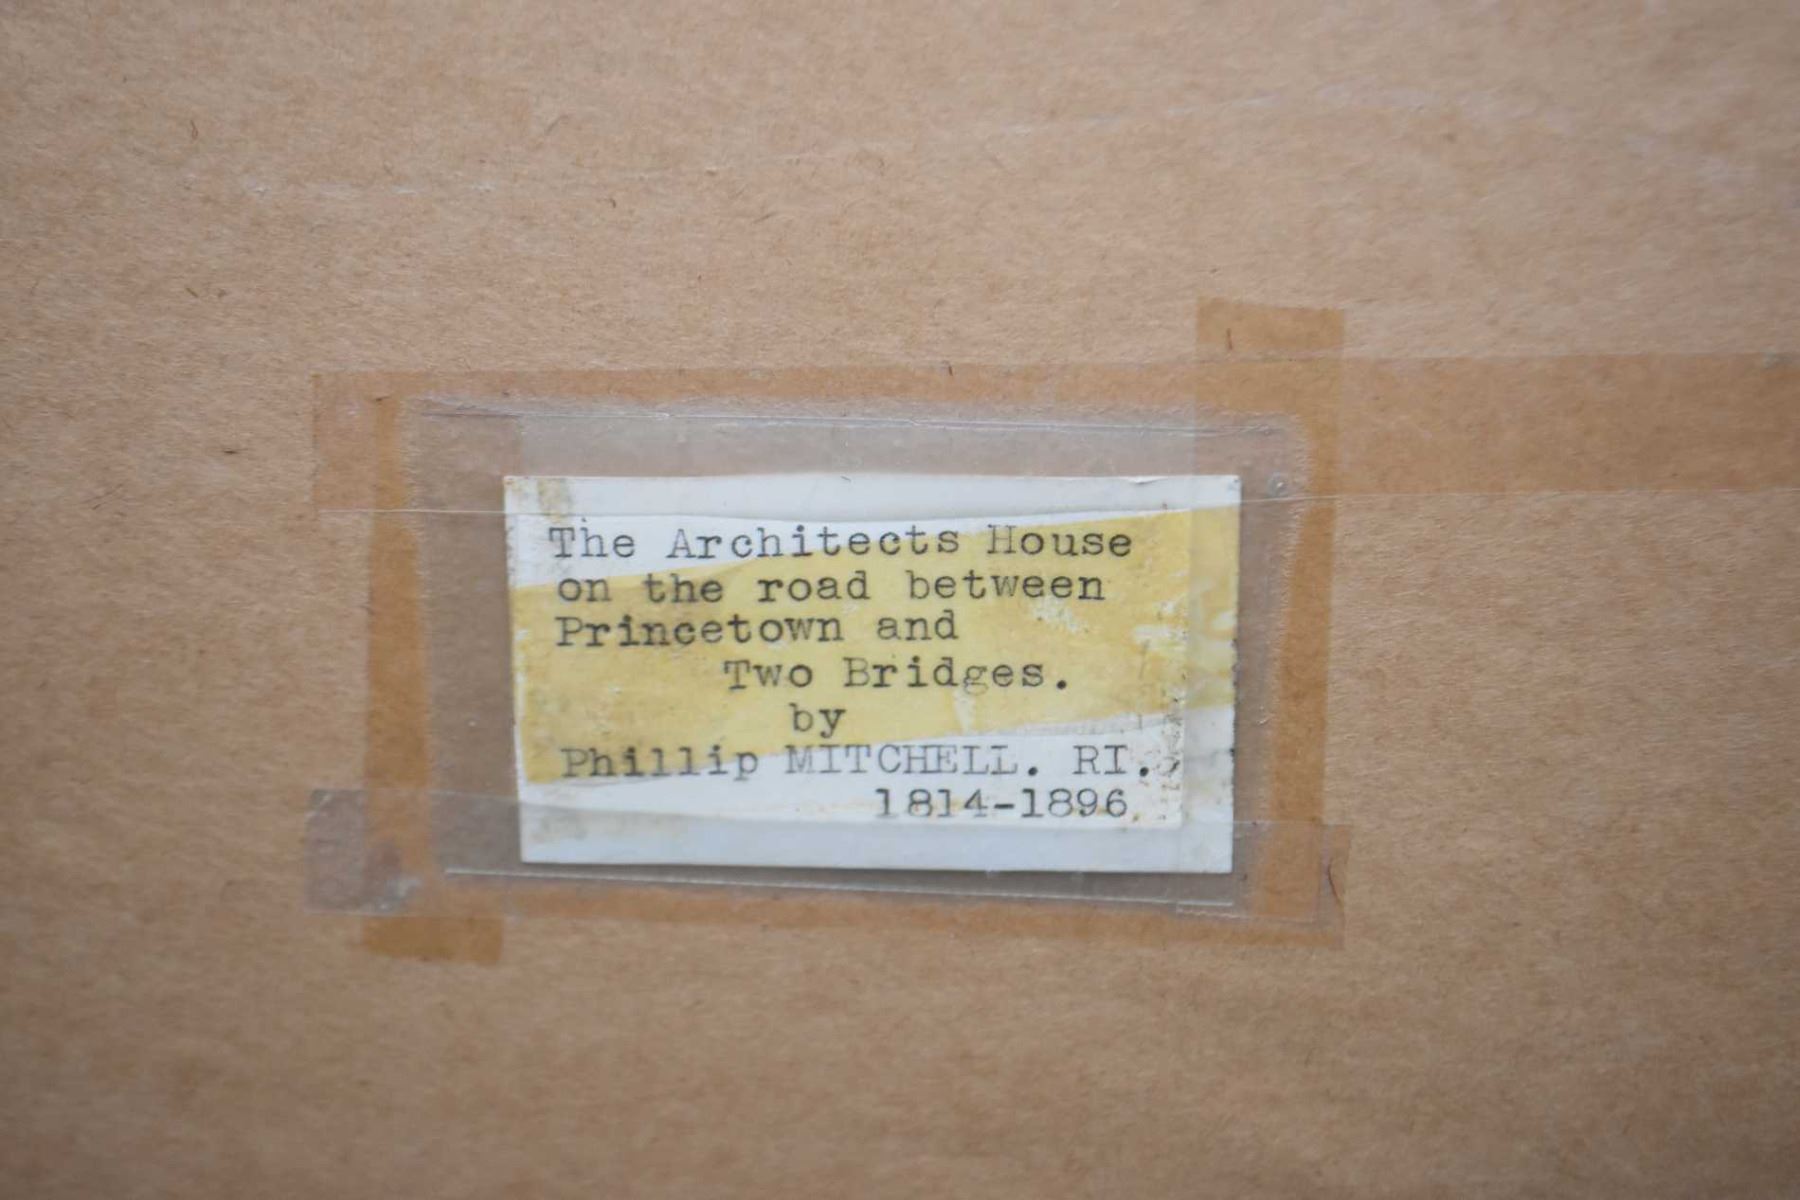 The Architects House
on the road between
Princetown and
Two Bridges.
by
Phillip MITCHELL. RI.
1814-1896